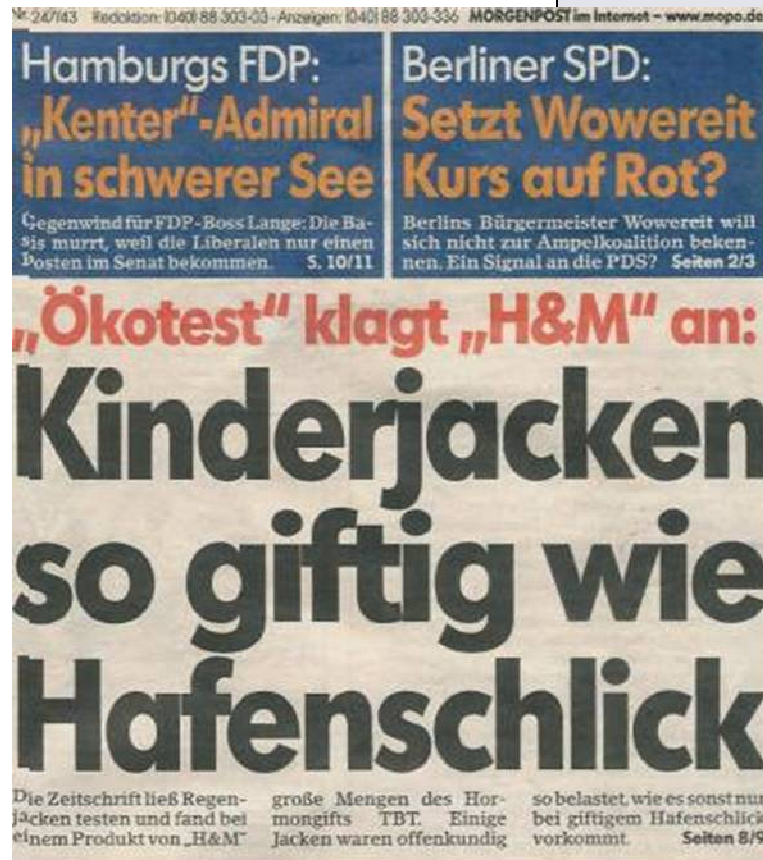 Nr. 247/43 Redaktion: (040) 88 303-03 - Anzeigen: (040) 88 303-336 MORGENPOST im Internet – www.mopo.de
Hamburgs FDP:
„Kenter“-Admiral
in schwerer See
Gegenwind für FDP-Boss Lange: Die Ba-
sis murrt, weil die Liberalen nur einen
Posten im Senat bekommen. S. 10/11
Berliner SPD:
Setzt Wowereit
Kurs auf Rot?
Berlins Bürgermeister Wowereit will
sich nicht zur Ampelkoalition beken-
nen. Ein Signal an die PDS? Seiten 2/3
„Ökotest“ klagt „H&M“ an:
Kinderjacken
so giftig wie
Hafenschlick
Die Zeitschrift ließ Regen-
jacken testen und fand bei
einem Produkt von „H&M“
große Mengen des Hor-
mongifts TBT. Einige
Jacken waren offenkundig
so belastet, wie es sonst nur
bei giftigem Hafenschlick
vorkommt. Seiten 8/9